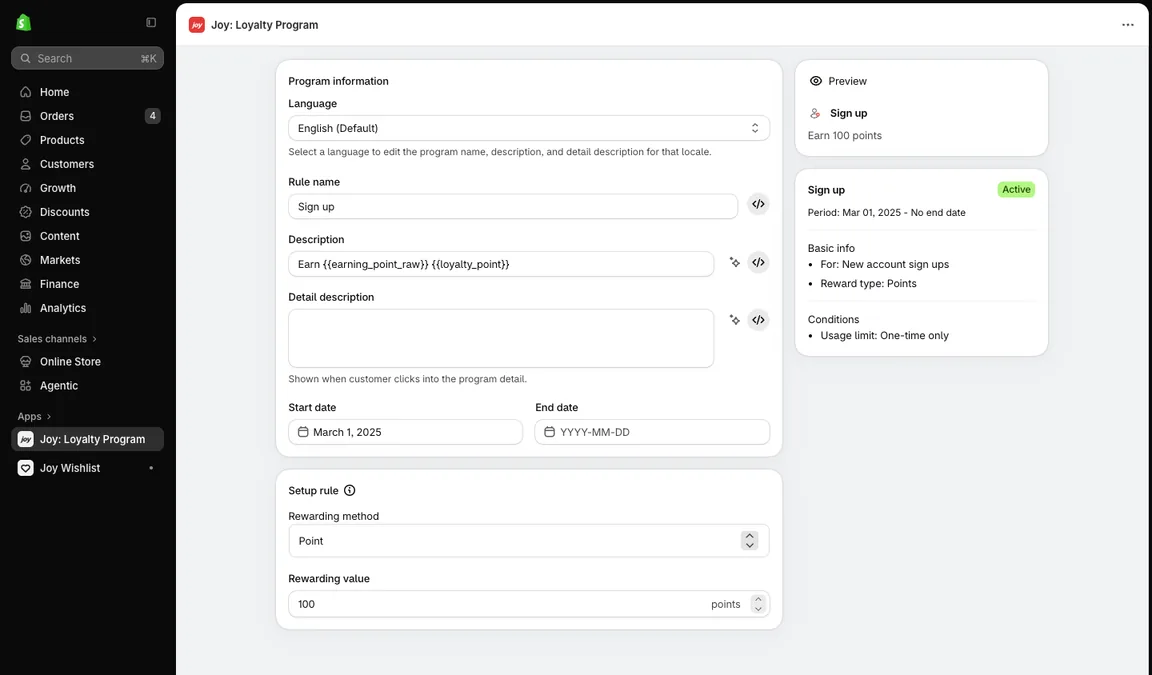 Joy: Loyalty Program
Search ⌘K
Home
Orders 4
Products
Customers
Growth
Discounts
Content
Markets
Finance
Analytics
Sales channels
Online Store
Agentic
Apps
joy Joy: Loyalty Program
Joy Wishlist
Program information
Language
English (Default)
Select a language to edit the program name, description, and detail description for that locale.
Rule name
Sign up
Description
Earn {{earning_point_raw}} {{loyalty_point}}
Detail description
Shown when customer clicks into the program detail.
Start date End date
March 1, 2025 YYYY-MM-DD
Setup rule
Rewarding method
Point
Rewarding value
100 points
Preview
Sign up
Earn 100 points
Sign up Active
Period: Mar 01, 2025 - No end date
Basic info
• For: New account sign ups
• Reward type: Points
Conditions
• Usage limit: One-time only